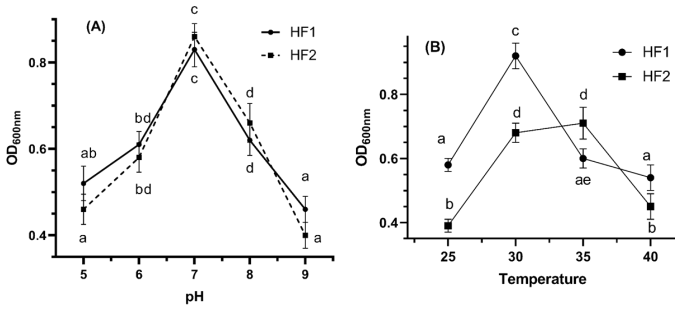 (A)
HF1
HF2
OD600nm
0.8
0.6
0.4
c
c
bd
bd
ab
a
d
d
a
a
5 6 7 8 9
pH
(B)
HF1
HF2
OD600nm
0.8
0.6
0.4
c
d
d
a
ae
a
b
b
25 30 35 40
Temperature